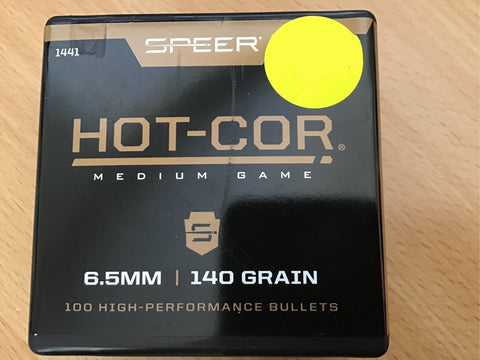 1441
SPEER
HOT-COR®
MEDIUM GAME
6.5MM | 140 GRAIN
100 HIGH-PERFORMANCE BULLETS